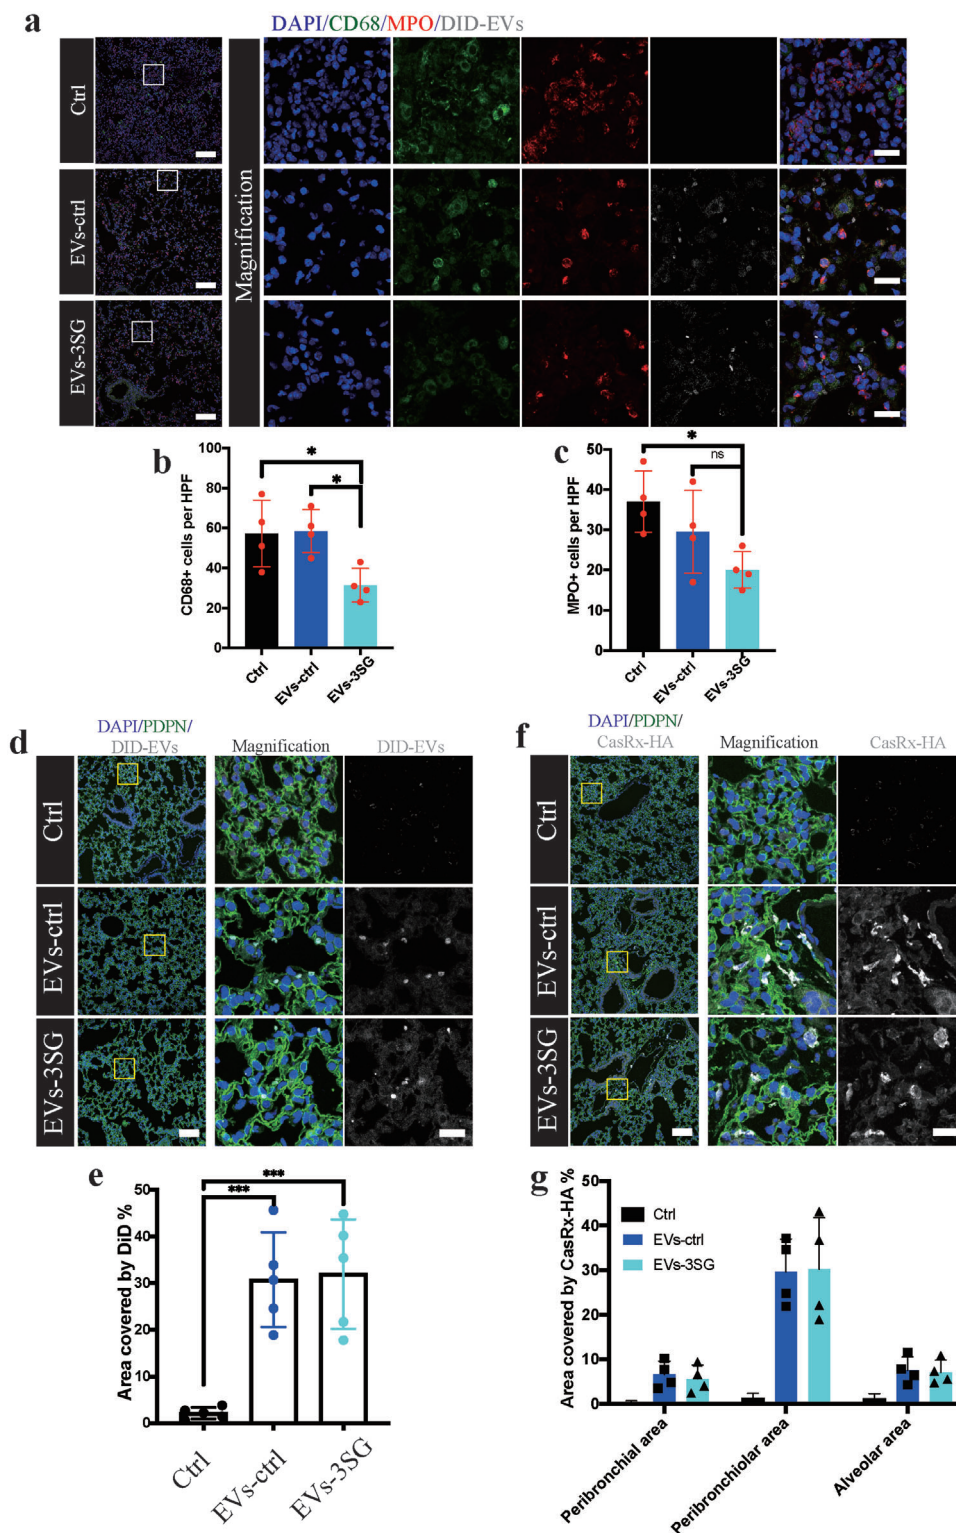 a
DAPI/CD68/MPO/DID-EVs
Ctrl
EVs-ctrl
EVs-3SG
Magnification
b
CD68+ cells per HPF
100
80
60
40
20
0
*
*
Ctrl
EVs-ctrl
EVs-3SG
c
MPO+ cells per HPF
50
40
30
20
10
0
*
ns
Ctrl
EVs-ctrl
EVs-3SG
d
DAPI/PDPN/
DID-EVs
Magnification
DID-EVs
Ctrl
EVs-ctrl
EVs-3SG
f
DAPI/PDPN/
CasRx-HA
Magnification
CasRx-HA
Ctrl
EVs-ctrl
EVs-3SG
e
Area covered by DiD %
50
40
30
20
10
0
***
***
Ctrl
EVs-ctrl
EVs-3SG
g
Area covered by CasRx-HA %
50
40
30
20
10
0
Ctrl
EVs-ctrl
EVs-3SG
Peribronchial area
Peribronchiolar area
Alveolar area